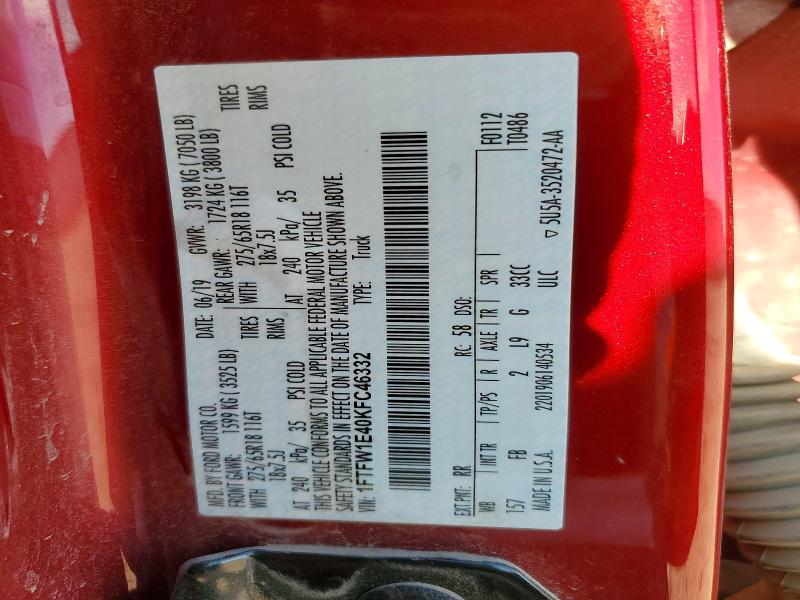 MFD. BY FORD MOTOR CO. DATE: 06/19 GVWR: 3198 KG ( 7050 LB)
FRONT GAWR: 1599 KG ( 3525 LB) REAR GAWR: 1724 KG ( 3800 LB)
WITH 275/65R18 116T TIRES WITH 275/65R18 116T TIRES
18x7.5J RIMS 18x7.5J RIMS
AT 240 kPa/ 35 PSI COLD AT 240 kPa/ 35 PSI COLD
THIS VEHICLE CONFORMS TO ALL APPLICABLE FEDERAL MOTOR VEHICLE
SAFETY STANDARDS IN EFFECT ON THE DATE OF MANUFACTURE SHOWN ABOVE.
VIN: 1FTFW1E40KFC46332 TYPE: Truck
EXT PNT: RR RC: 58 DSO: F0112
WB INT TR TP/PS R AXLE TR SPR T0486
157 FB 2 L9 G 33CC
MADE IN U.S.A. 2201906140534 ULC ▽ 5U5A-3520472-AA